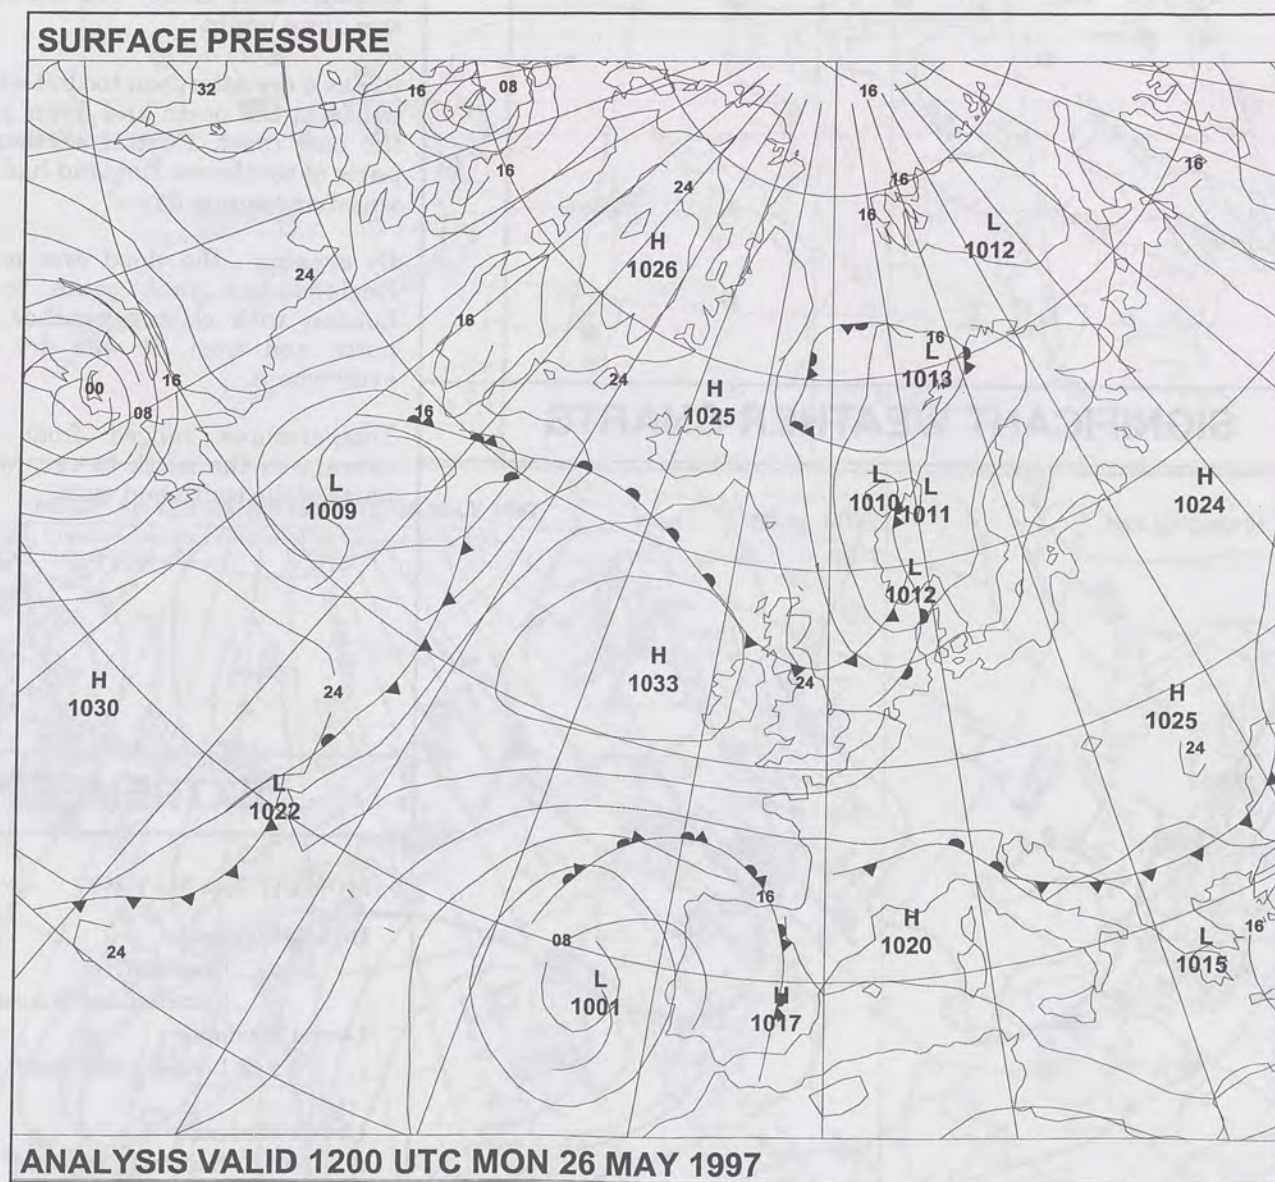 SURFACE PRESSURE
32
16
08
16
16
16
24
16
16
H
1026
L
1012
24
16
16
L
1013
00
16
08
24
H
1025
16
L
1009
L
1010
L
1011
H
1024
L
1012
H
1030
24
H
1033
24
H
1025
24
L
1022
16
24
08
H
1020
16
L
1015
L
1001
H
1017
ANALYSIS VALID 1200 UTC MON 26 MAY 1997